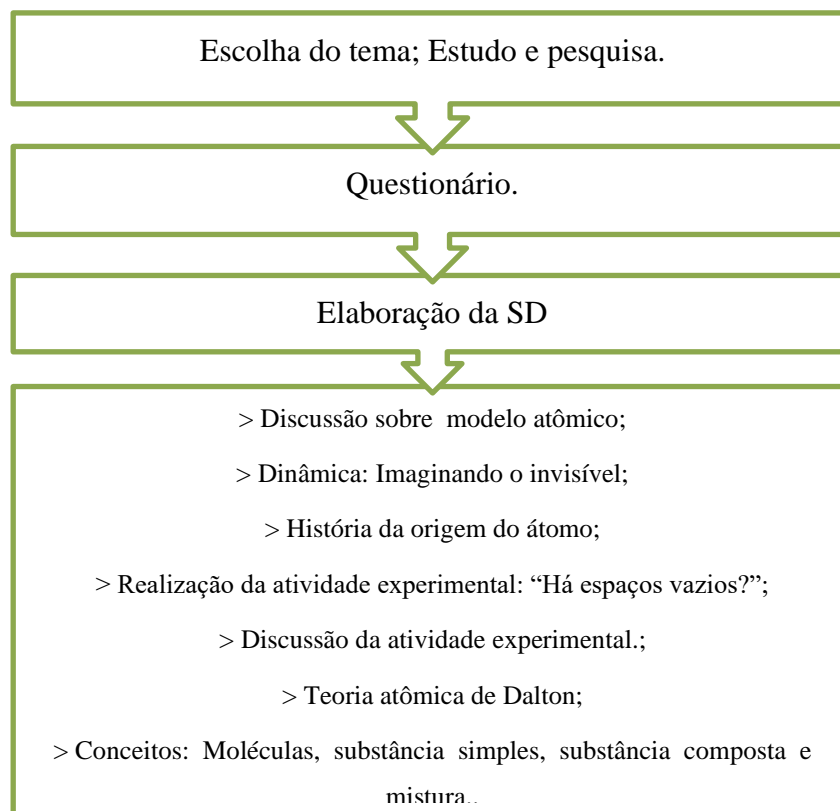 Escolha do tema; Estudo e pesquisa.
Questionário.
Elaboração da SD
> Discussão sobre modelo atômico;
> Dinâmica: Imaginando o invisível;
> História da origem do átomo;
> Realização da atividade experimental: “Há espaços vazios?”;
> Discussão da atividade experimental.;
> Teoria atômica de Dalton;
> Conceitos: Moléculas, substância simples, substância composta e
mistura..